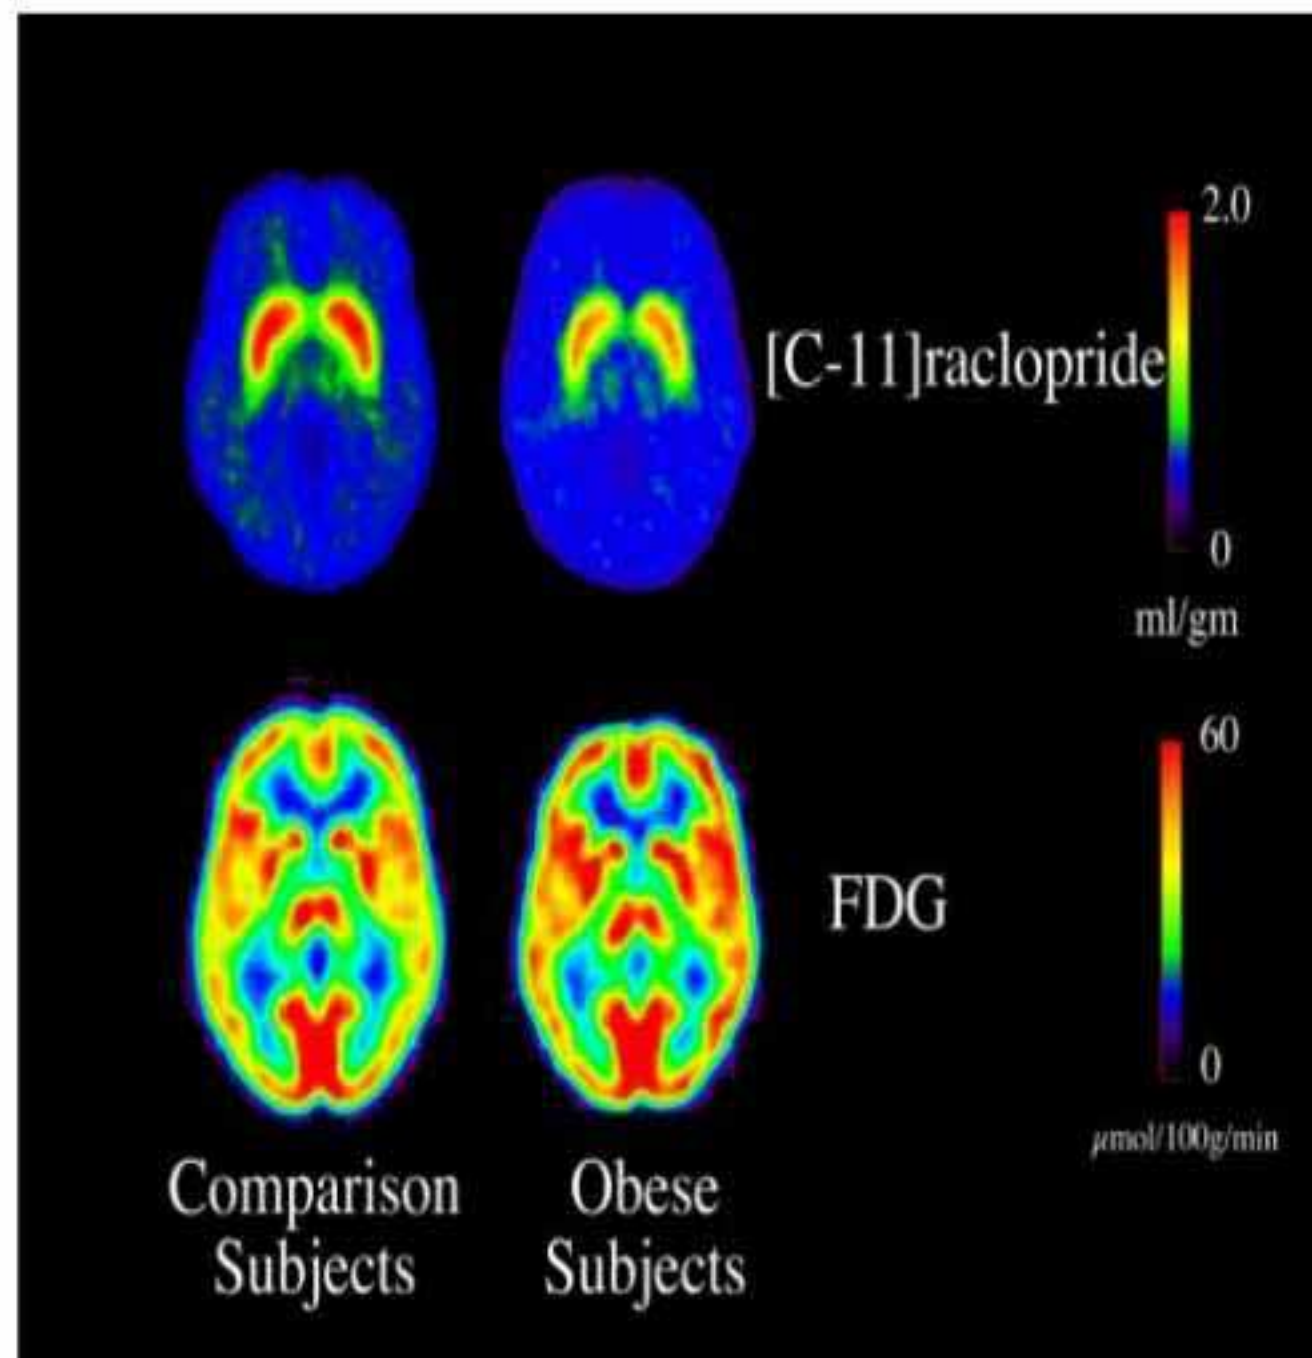 2.0
[C-11]raclopride
0
ml/gm
60
FDG
0
μmol/100g/min
Comparison
Subjects
Obese
Subjects